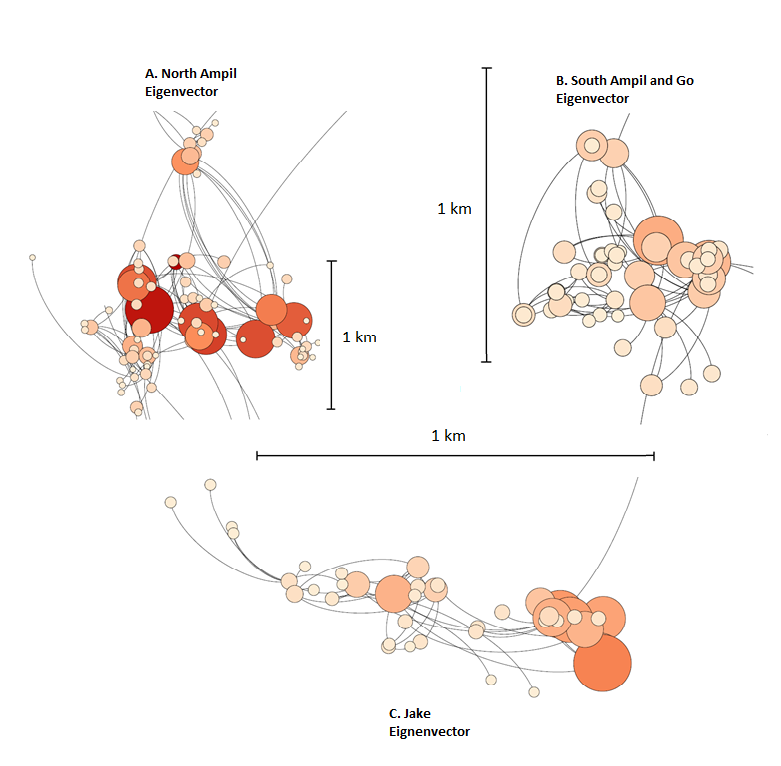 A. North Ampil
Eigenvector
B. South Ampil and Go
Eigenvector
1 km
1 km
1 km
C. Jake
Eignenvector